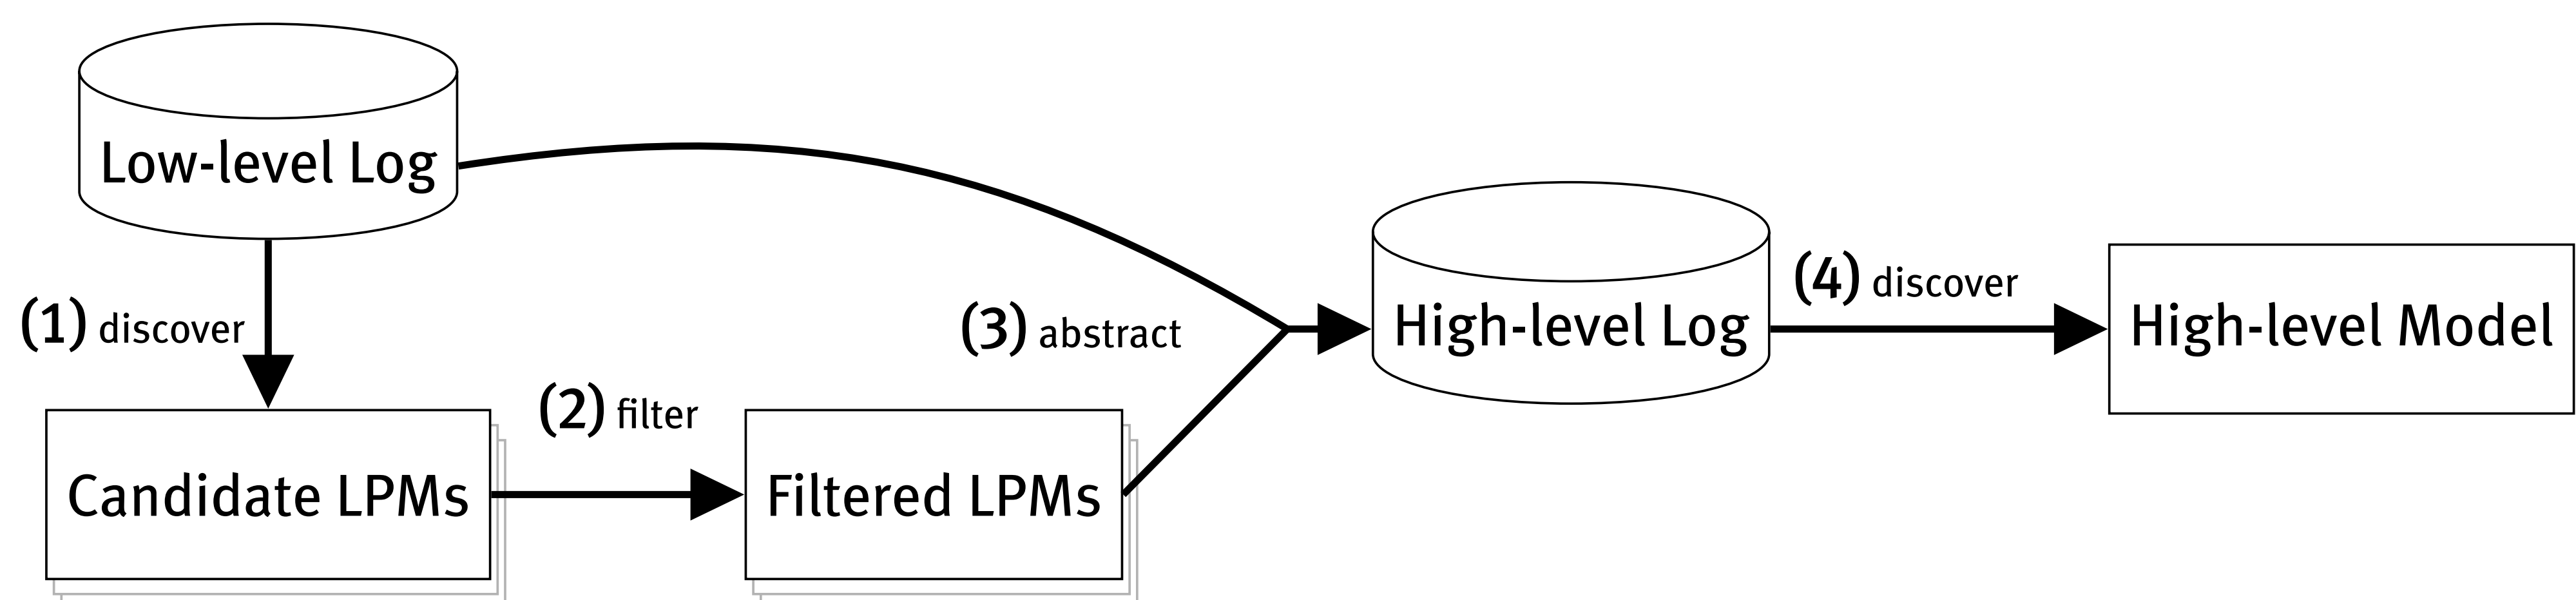 Low-level Log
(1) discover
Candidate LPMs
(2) filter
Filtered LPMs
(3) abstract
High-level Log
(4) discover
High-level Model